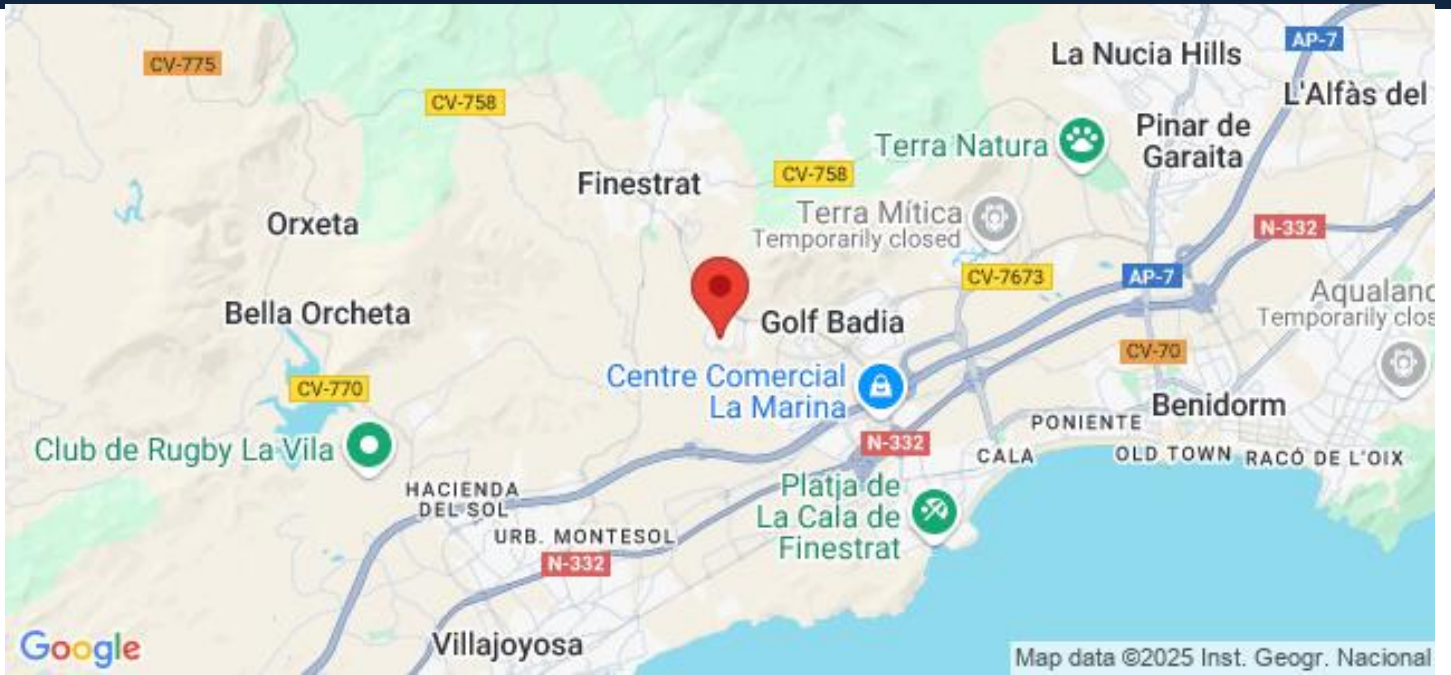 AP-7
La Nucia Hills
CV-775
L'Alfàs del
CV-758
Pinar de
Garaita
Terra Natura
CV-758
Finestrat
Terra Mítica
Temporarily closed
Orxeta
N-332
CV-7673
AP-7
Aqualand
Temporarily clos
Bella Orcheta
Golf Badia
CV-70
Centre Comercial
La Marina
CV-770
Benidorm
PONIENTE
N-332
Club de Rugby La Vila
CALA
OLD TOWN
RACÓ DE L'OIX
HACIENDA
DEL SOL
Platja de
La Cala de
Finestrat
URB. MONTESOL
N-332
Villajoyosa
Google
Map data ©2025 Inst. Geogr. Nacional